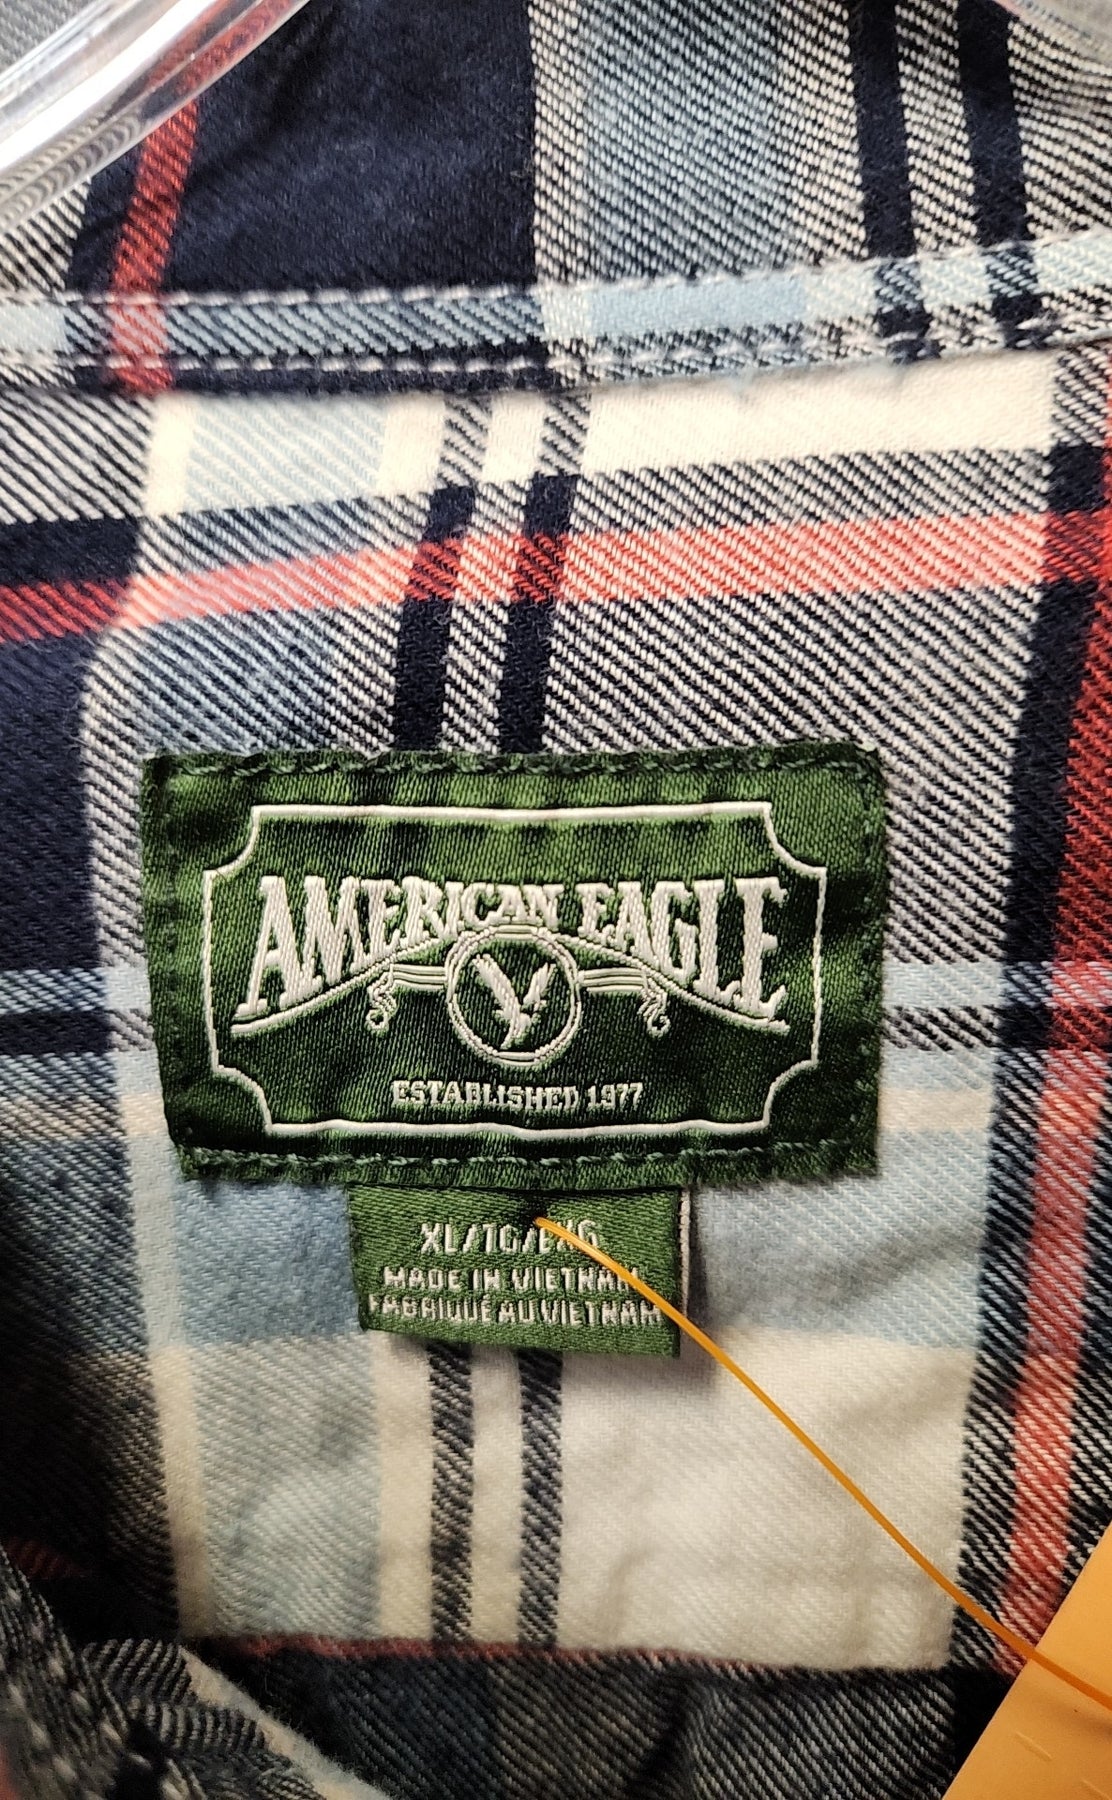 AMERICAN EAGLE
ESTABLISHED 1977
XL/TG/EXG
MADE IN VIETNAM
FABRIQUÉ AU VIETNAM